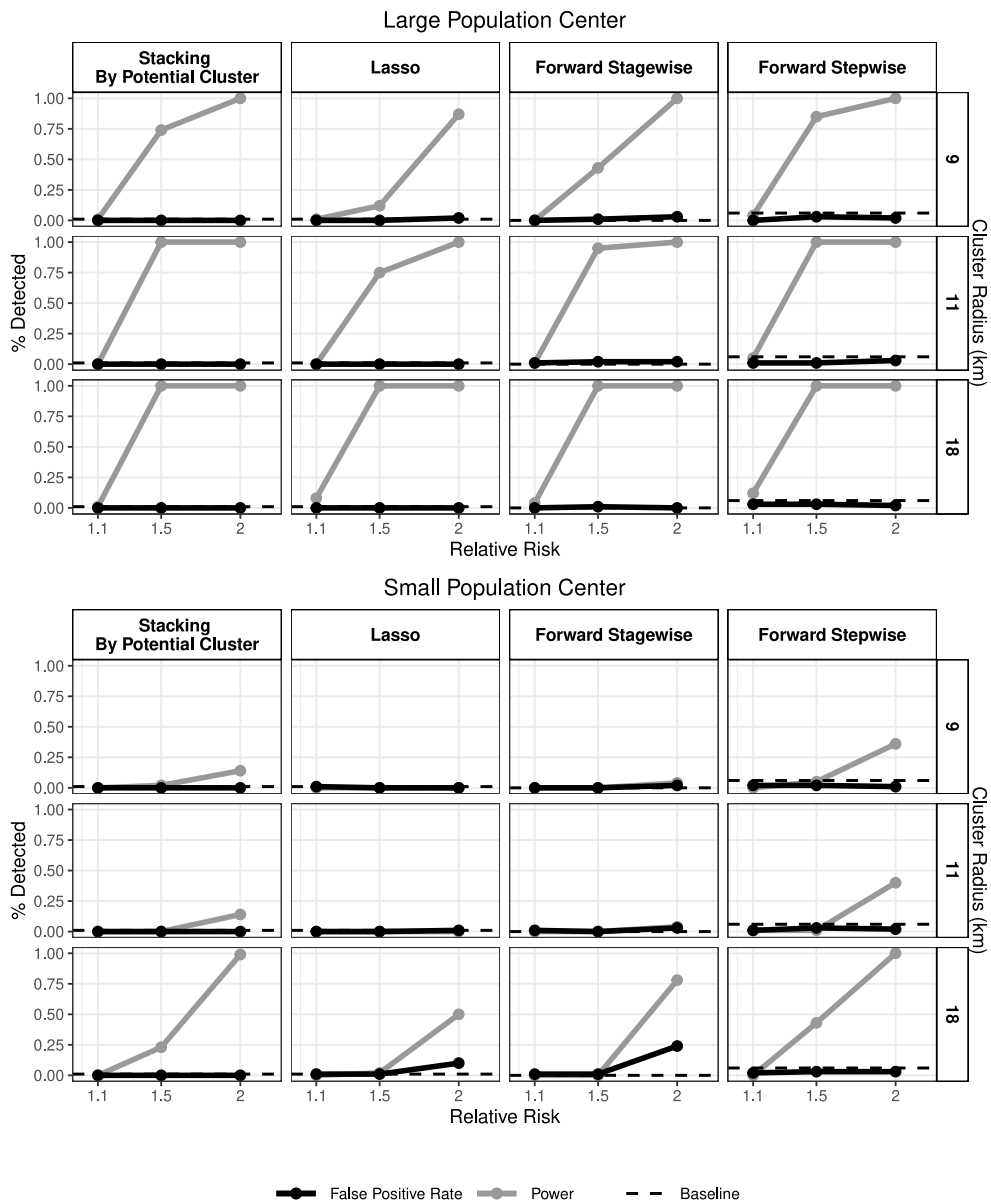 Large Population Center
Stacking
By Potential Cluster
Lasso
Forward Stagewise
Forward Stepwise
1.00
0.75
0.50
0.25
0.00
9
1.00
0.75
0.50
0.25
0.00
11
1.00
0.75
0.50
0.25
0.00
18
% Detected
Cluster Radius (km)
1.1 1.5 2
1.1 1.5 2
1.1 1.5 2
1.1 1.5 2
Relative Risk
Small Population Center
Stacking
By Potential Cluster
Lasso
Forward Stagewise
Forward Stepwise
1.00
0.75
0.50
0.25
0.00
9
1.00
0.75
0.50
0.25
0.00
11
1.00
0.75
0.50
0.25
0.00
18
% Detected
Cluster Radius (km)
1.1 1.5 2
1.1 1.5 2
1.1 1.5 2
1.1 1.5 2
Relative Risk
False Positive Rate Power Baseline